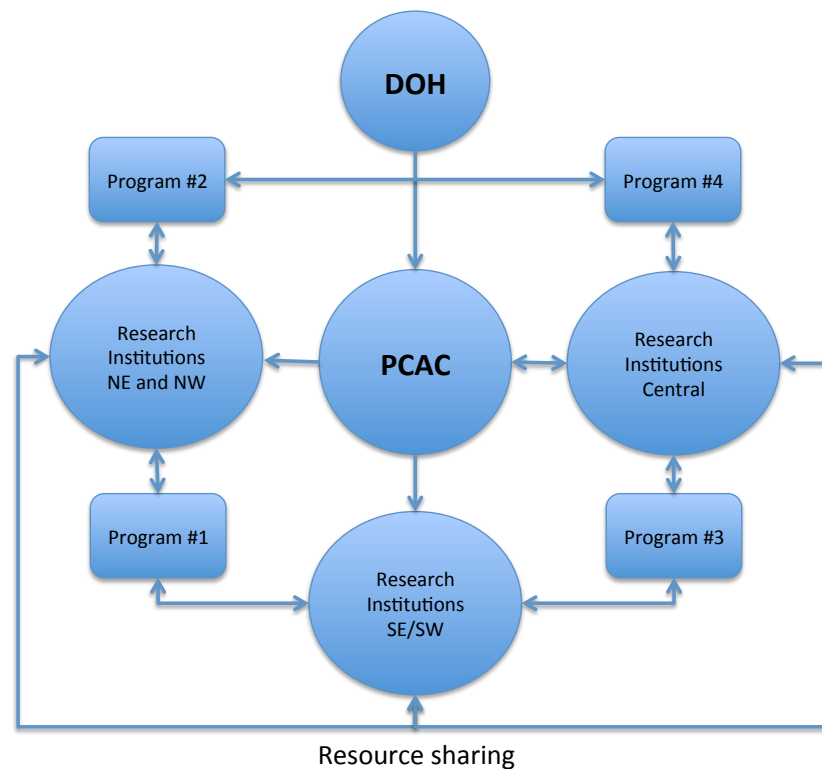 DOH
Program #2
Program #4
Research
Institutions
NE and NW
PCAC
Research
Institutions
Central
Program #1
Program #3
Research
Institutions
SE/SW
Resource sharing